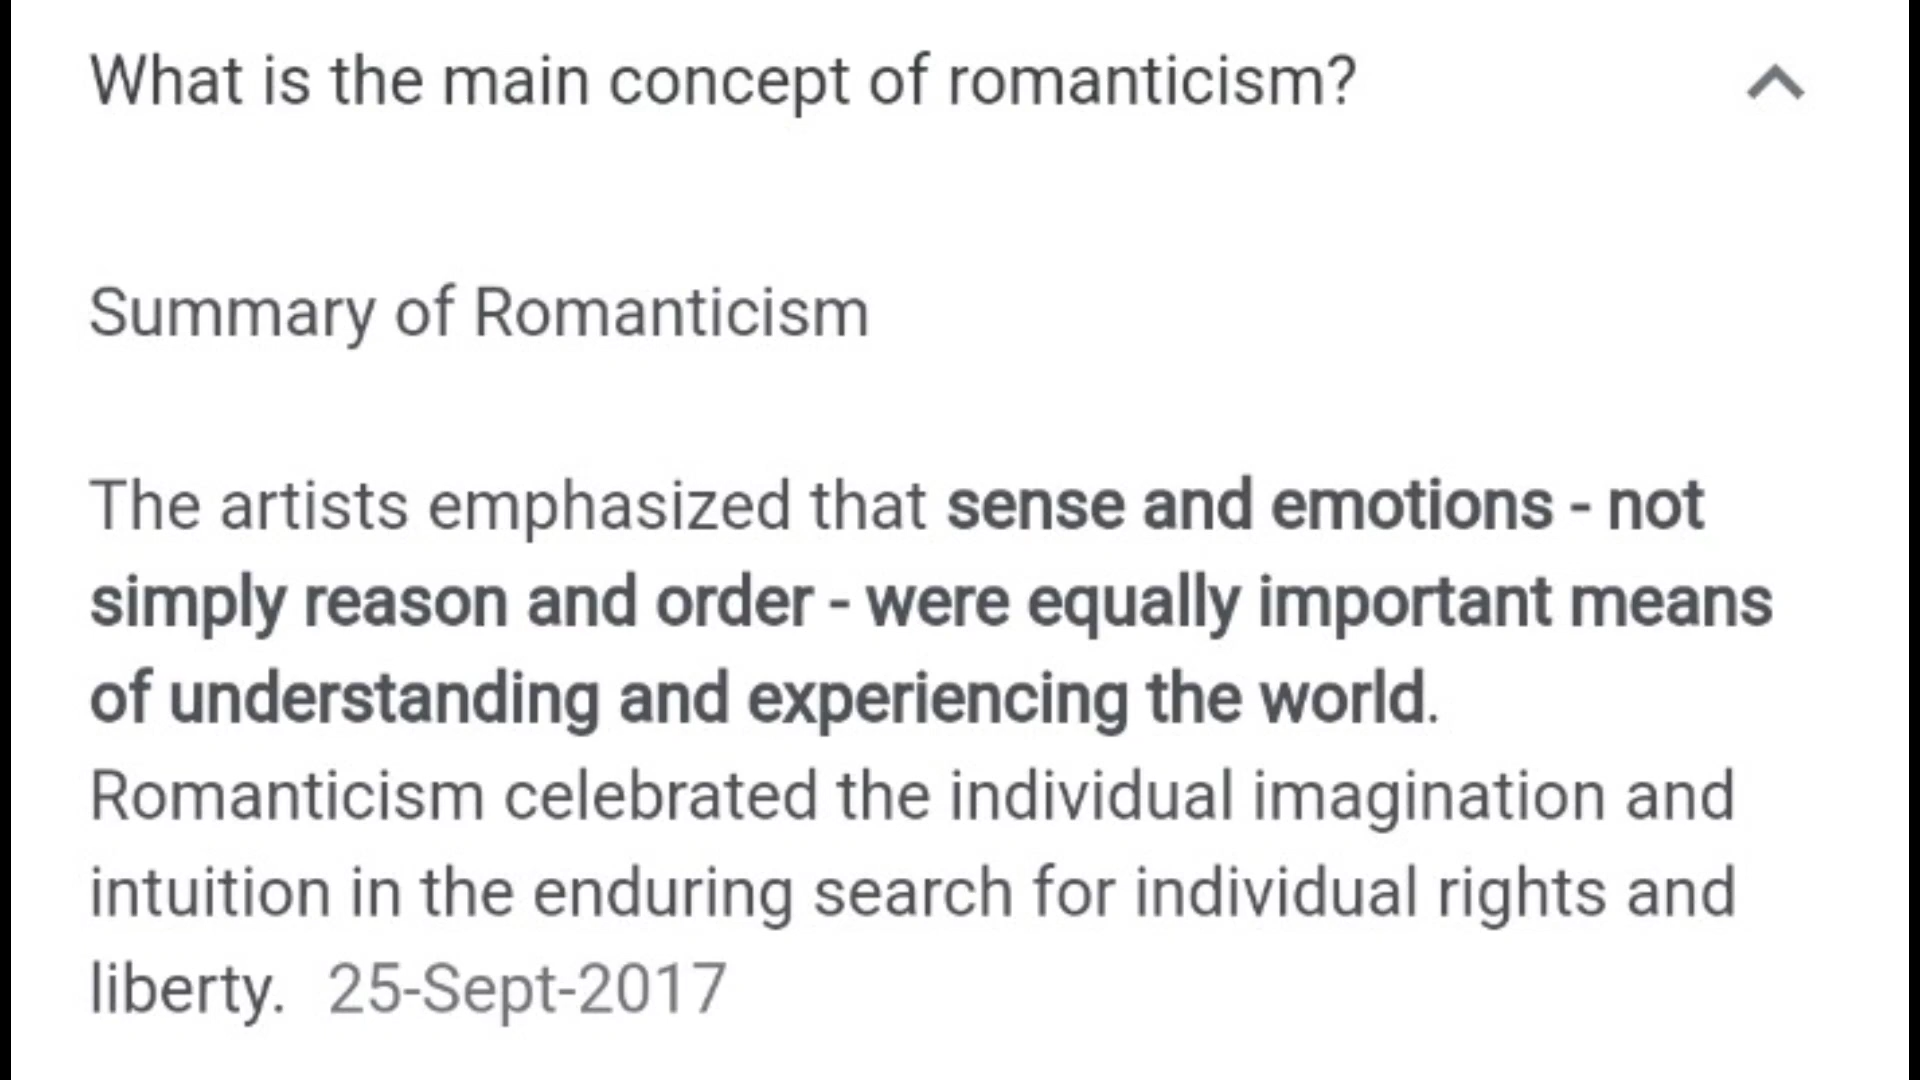 What is the main concept of romanticism?
Summary of Romanticism
The artists emphasized that sense and emotions - not
simply reason and order - were equally important means
of understanding and experiencing the world.
Romanticism celebrated the individual imagination and
intuition in the enduring search for individual rights and
liberty. 25-Sept-2017